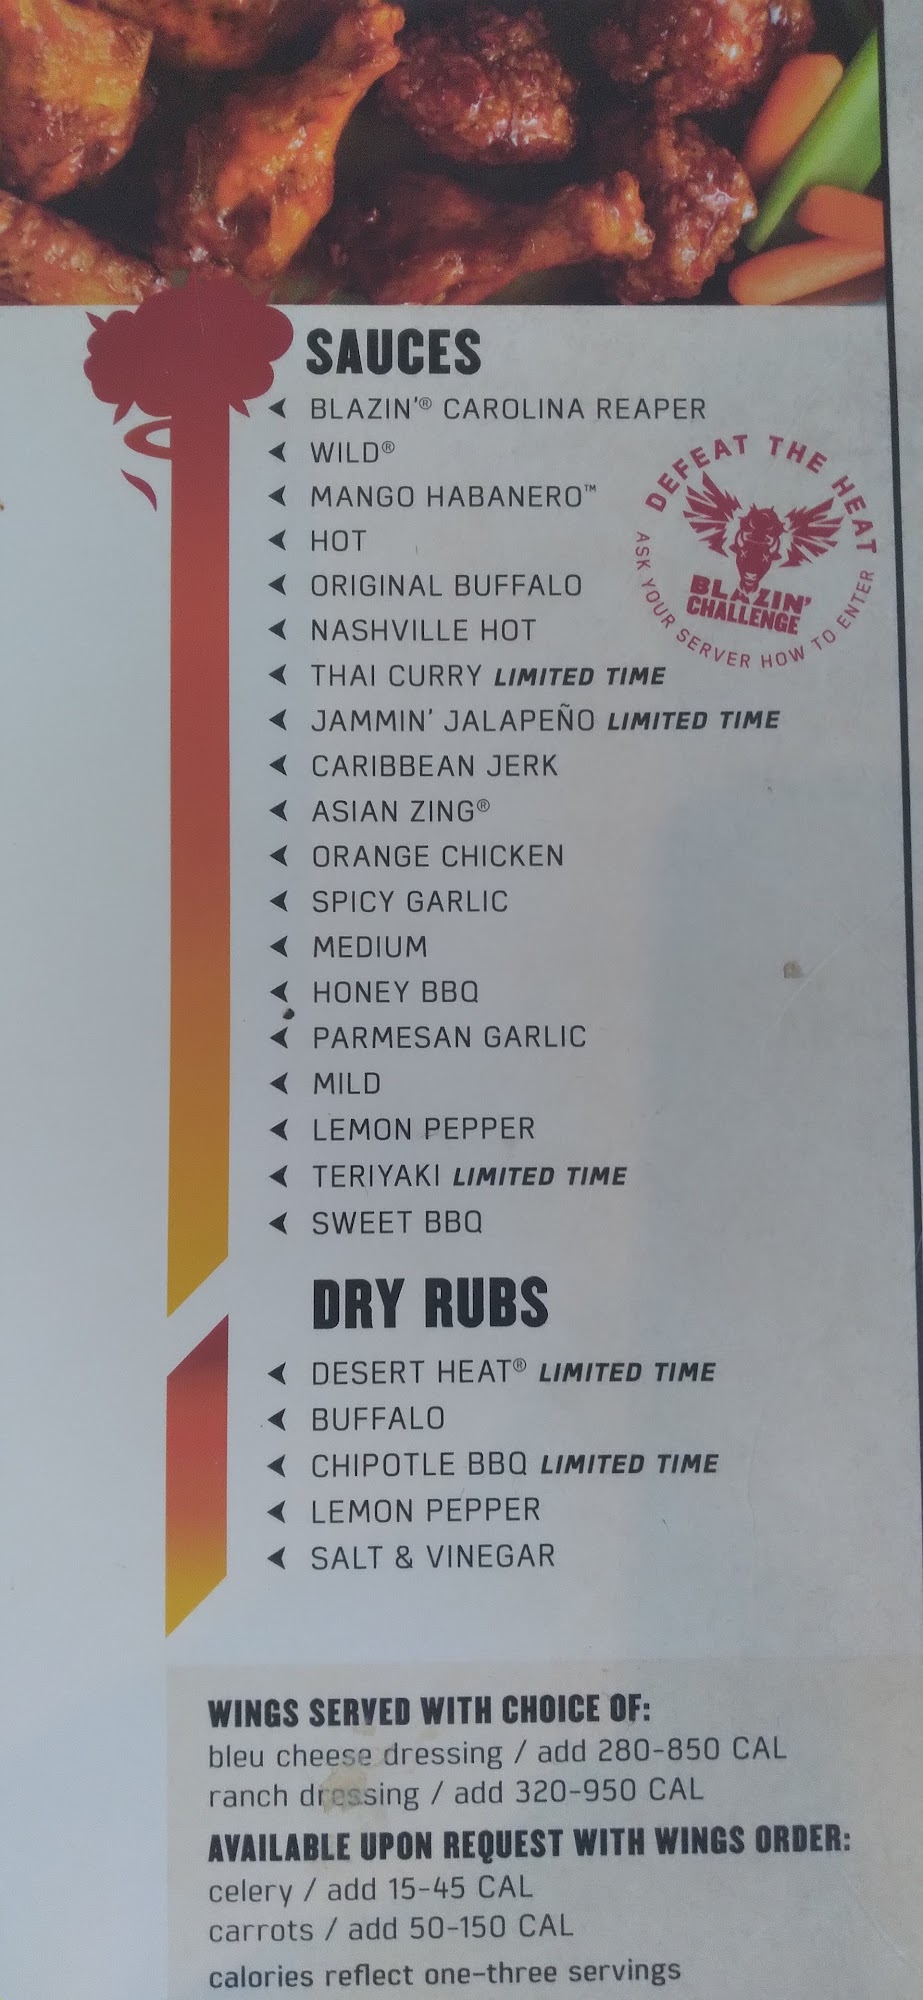 SAUCES
BLAZIN'® CAROLINA REAPER
WILD®
MANGO HABANERO™
HOT
ORIGINAL BUFFALO
NASHVILLE HOT
THAI CURRY LIMITED TIME
JAMMIN' JALAPEÑO LIMITED TIME
CARIBBEAN JERK
ASIAN ZING®
ORANGE CHICKEN
SPICY GARLIC
MEDIUM
HONEY BBQ
PARMESAN GARLIC
MILD
LEMON PEPPER
TERIYAKI LIMITED TIME
SWEET BBQ
DEFEAT THE HEAT
BLAZIN'
CHALLENGE
ASK YOUR SERVER HOW TO ENTER
DRY RUBS
DESERT HEAT® LIMITED TIME
BUFFALO
CHIPOTLE BBQ LIMITED TIME
LEMON PEPPER
SALT & VINEGAR
WINGS SERVED WITH CHOICE OF:
bleu cheese dressing / add 280-850 CAL
ranch dressing / add 320-950 CAL
AVAILABLE UPON REQUEST WITH WINGS ORDER:
celery / add 15-45 CAL
carrots / add 50-150 CAL
calories reflect one-three servings